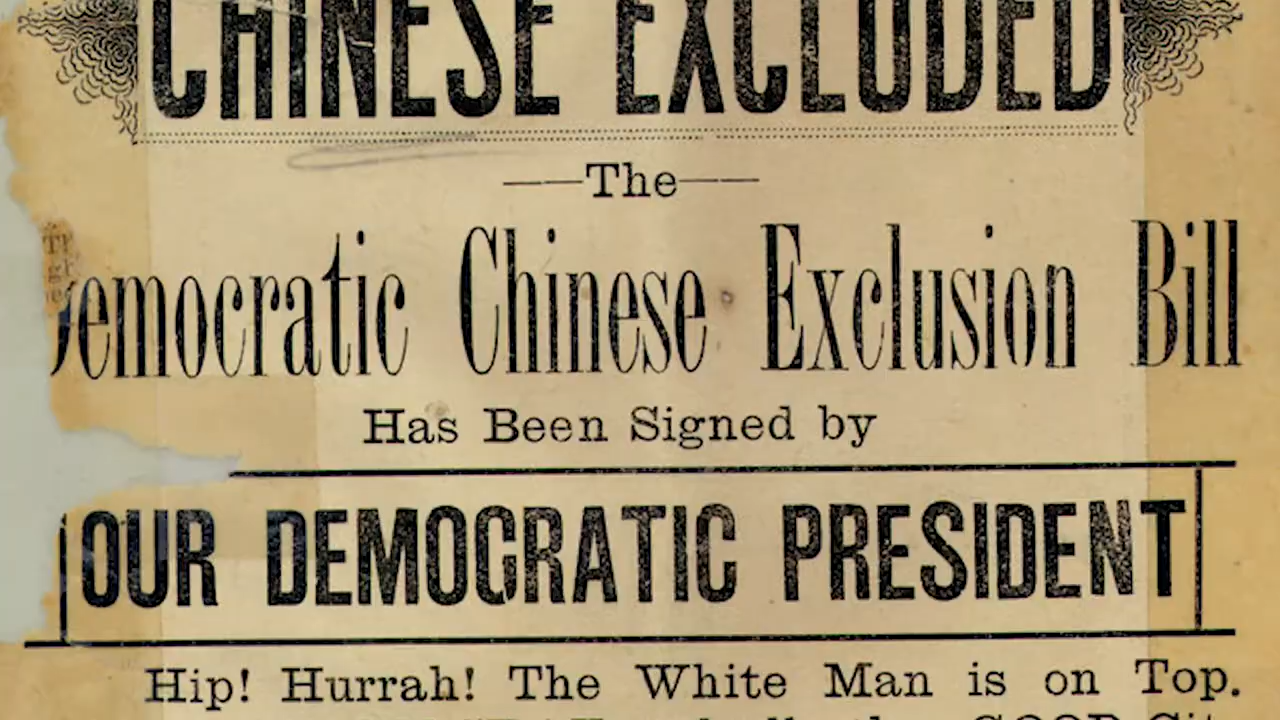 CHINESE EXCLUDED
The
Democratic Chinese Exclusion Bill
Has Been Signed by
OUR DEMOCRATIC PRESIDENT
Hip! Hurrah! The White Man is on Top.